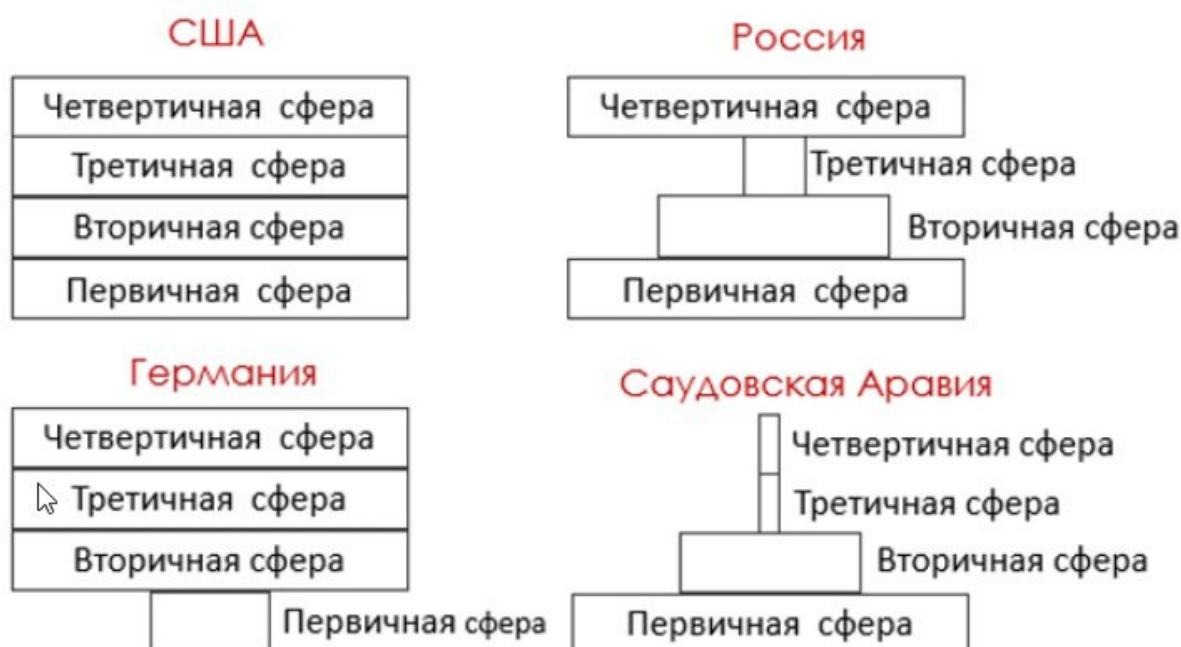 США
Четвертичная сфера
Третичная сфера
Вторичная сфера
Первичная сфера
Россия
Четвертичная сфера
Третичная сфера
Вторичная сфера
Первичная сфера
Германия
Четвертичная сфера
Третичная сфера
Вторичная сфера
Первичная сфера
Саудовская Аравия
Четвертичная сфера
Третичная сфера
Вторичная сфера
Первичная сфера